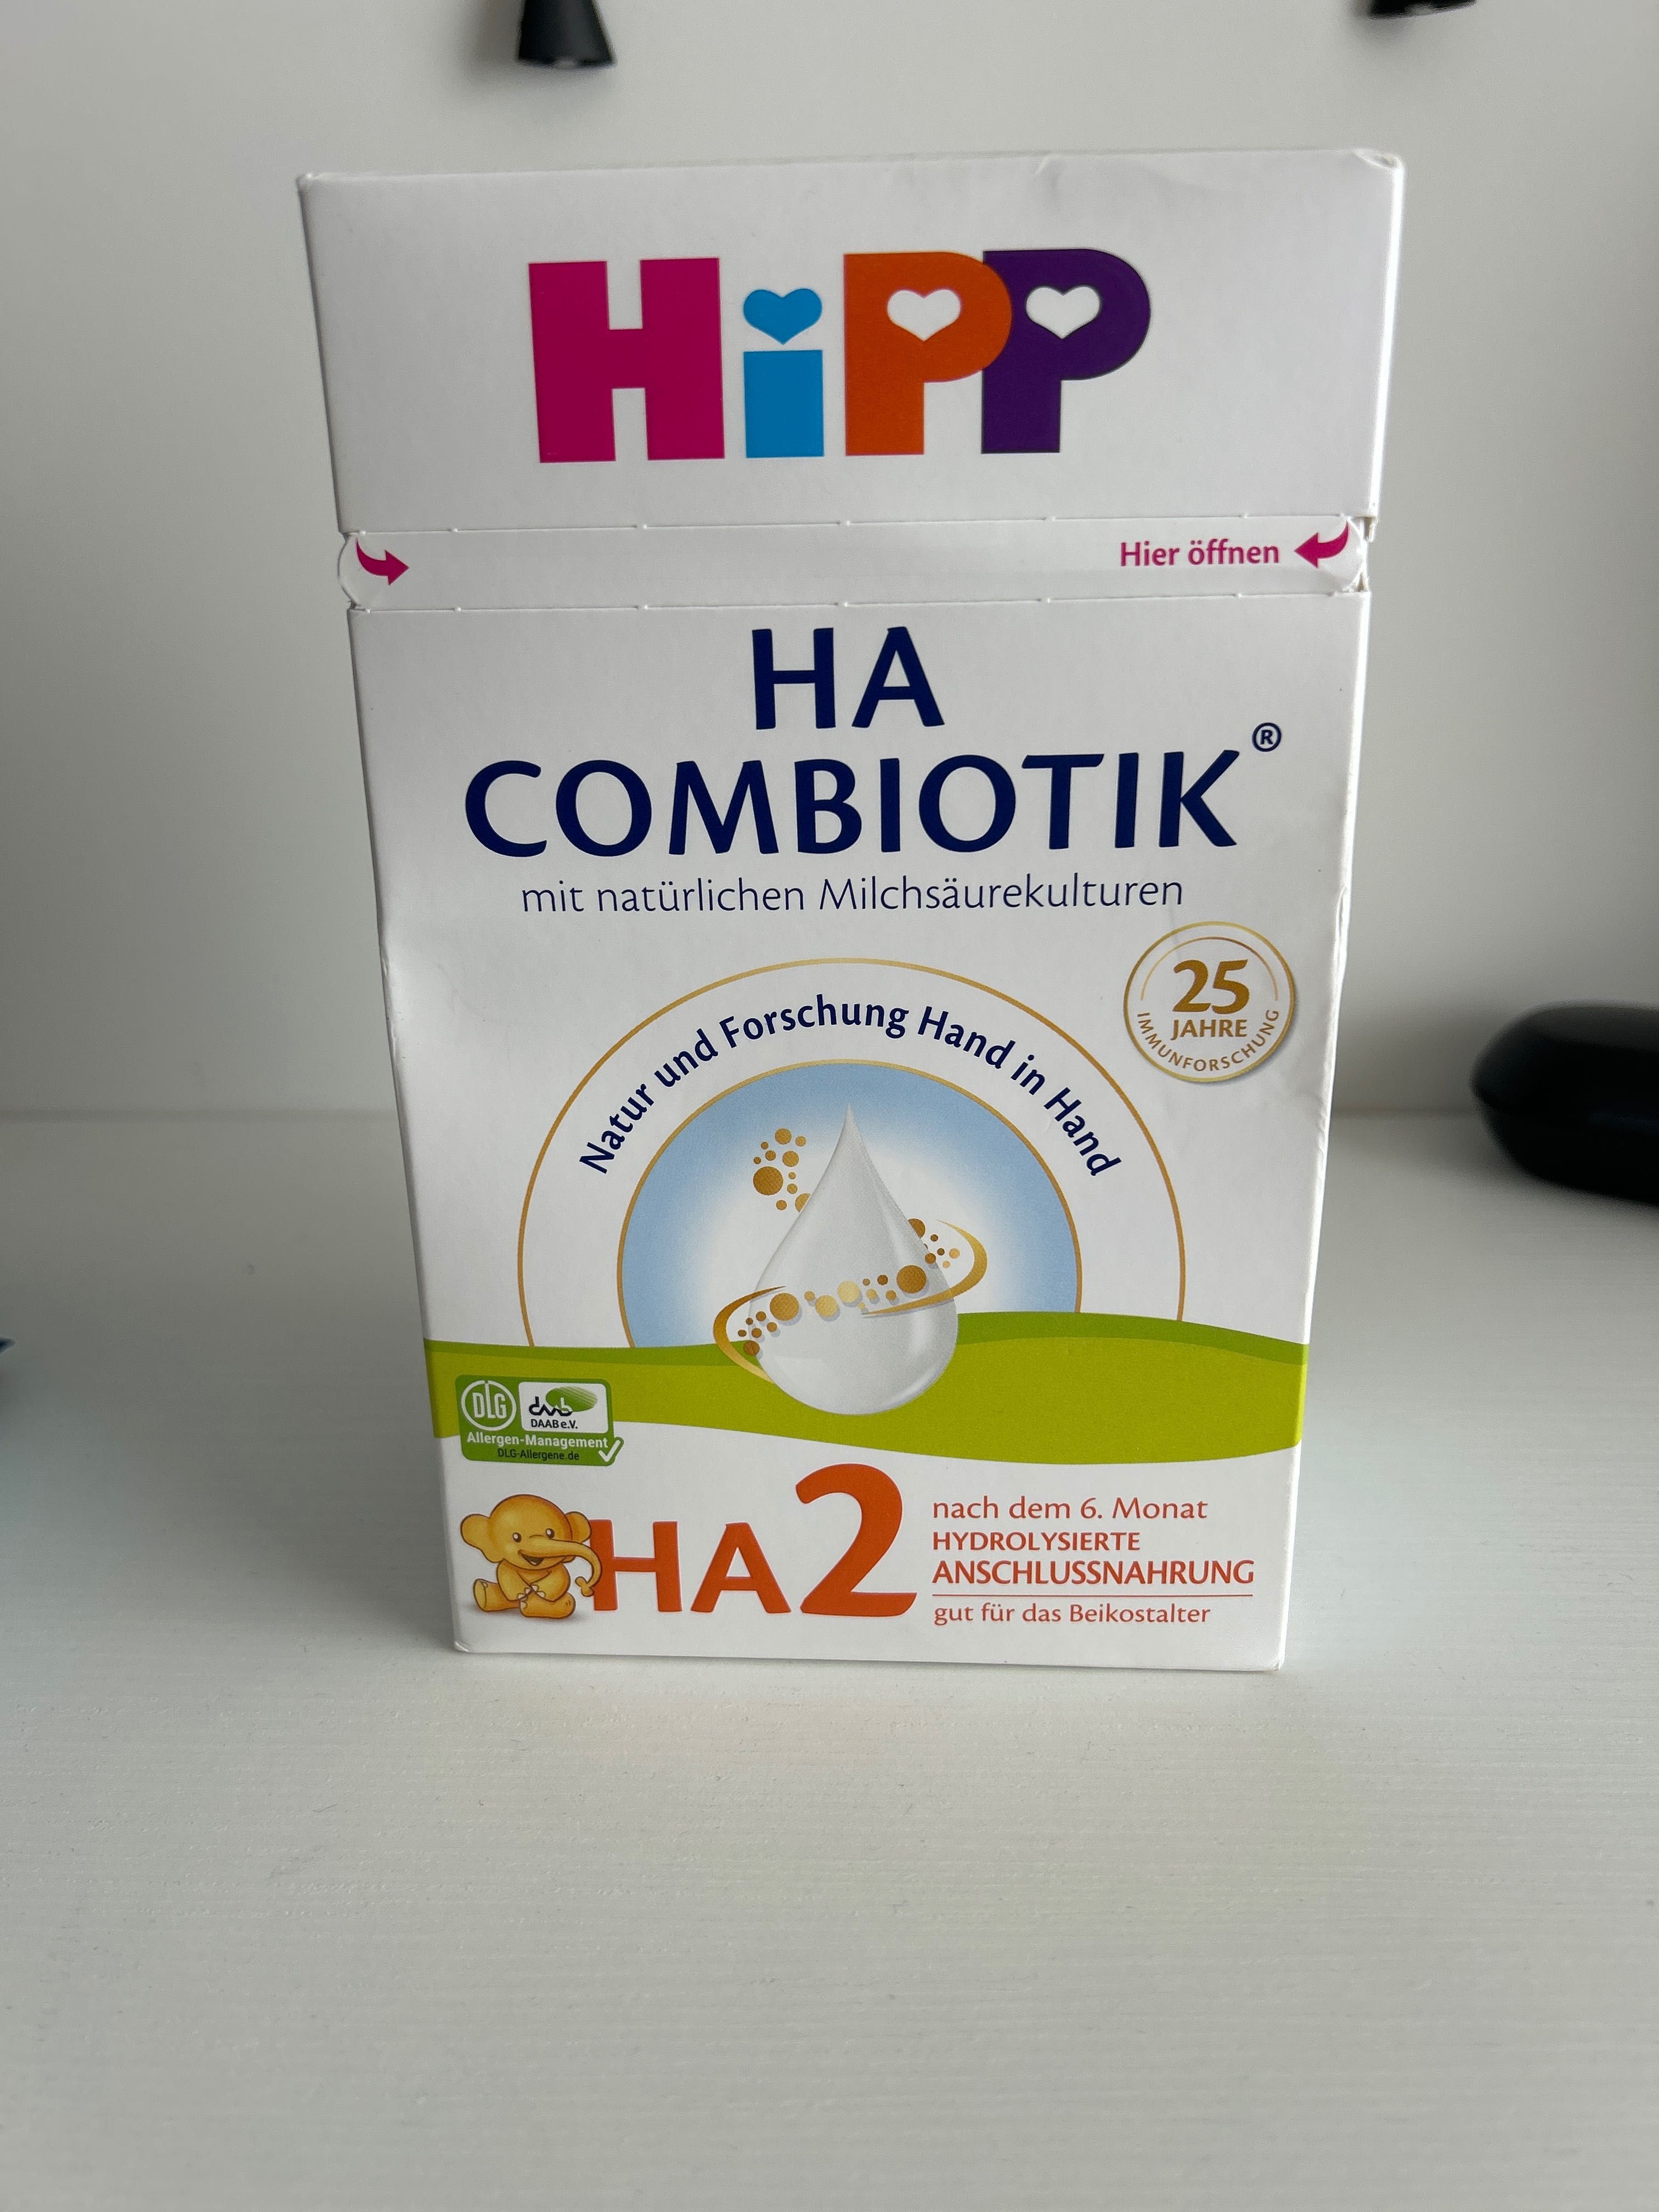 HiPP
Hier öffnen
HA
COMBIOTIK®
mit natürlichen Milchsäurekulturen
Natur und Forschung Hand in Hand
25
JAHRE
IMMUNFORSCHUNG
DLG
daab
DAAB e.V.
Allergen-Management
DLG-Allergene.de
HA2
nach dem 6. Monat
HYDROLYSIERTE
ANSCHLUSSNAHRUNG
gut für das Beikostalter